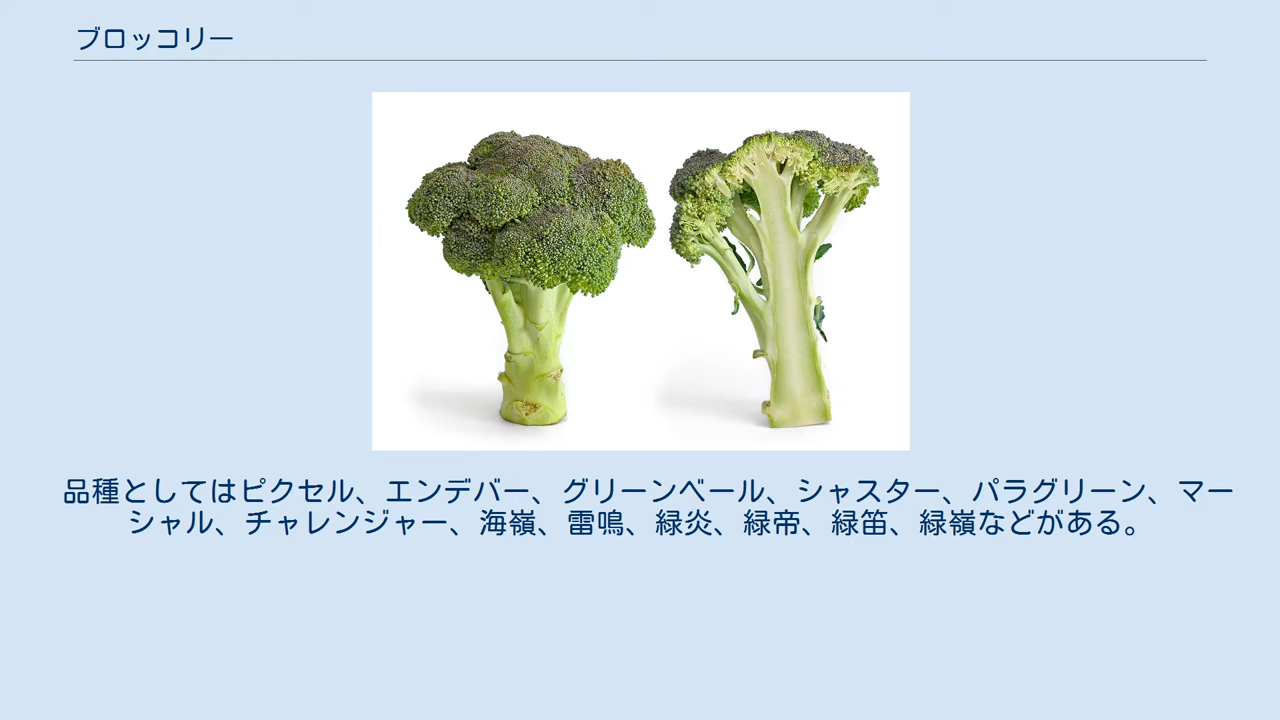 ブロッコリー
品種としてはピクセル、エンデバー、グリーンベール、シャスター、パラグリーン、マー
シャル、チャレンジャー、海嶺、雷鳴、緑炎、緑帝、緑笛、緑嶺などがある。